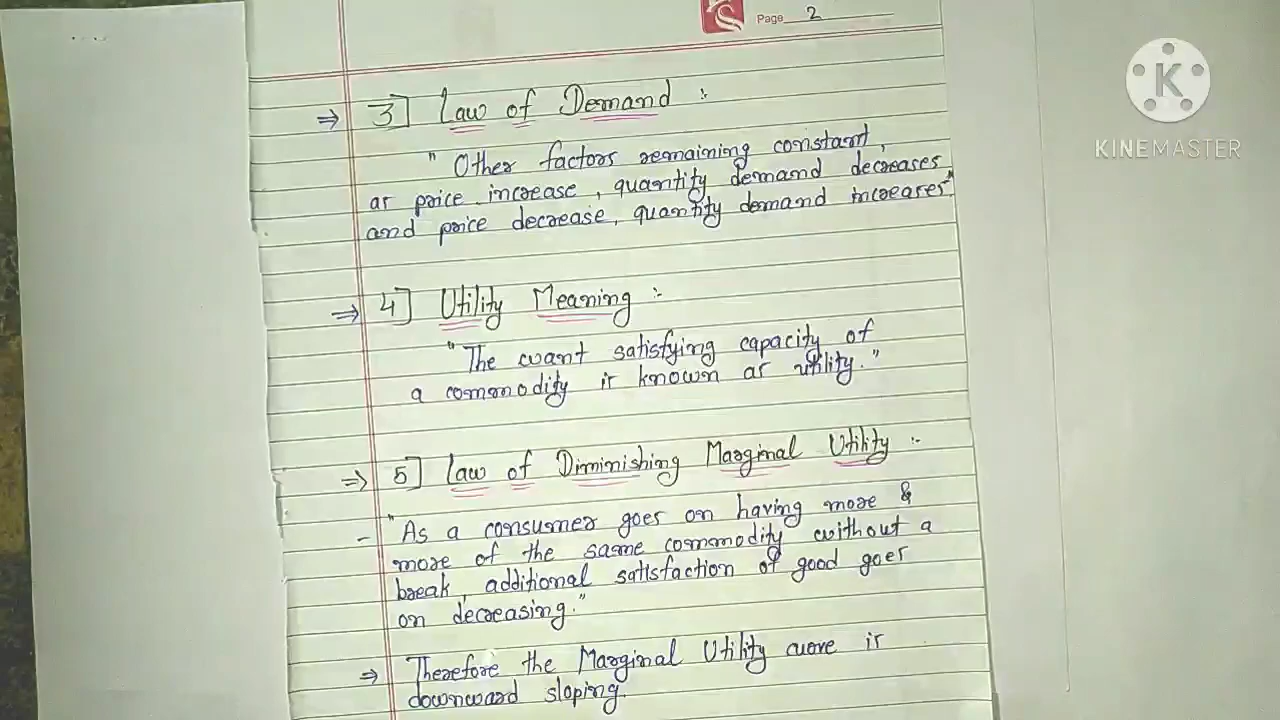 Page 2
K
KINEMASTER
⇒ 3] Law of Demand :
" Other factors remaining constant,
as price increase, quantity demand decreases
and price decrease, quantity demand increases"
⇒ 4] Utility Meaning :-
"The want satisfying capacity of
a commodity is known as utility."
⇒ 5] Law of Diminishing Marginal Utility :-
- "As a consumer goes on having more &
more of the same commodity without a
break, additional satisfaction of good goes
on decreasing."
⇒ Therefore the Marginal Utility curve is
downward sloping.